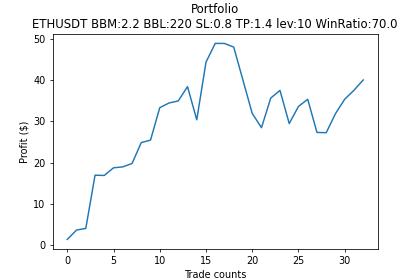 Portfolio
ETHUSDT BBM:2.2 BBL:220 SL:0.8 TP:1.4 lev:10 WinRatio:70.0
50
40
30
20
10
0
Profit ($)
0 5 10 15 20 25 30
Trade counts